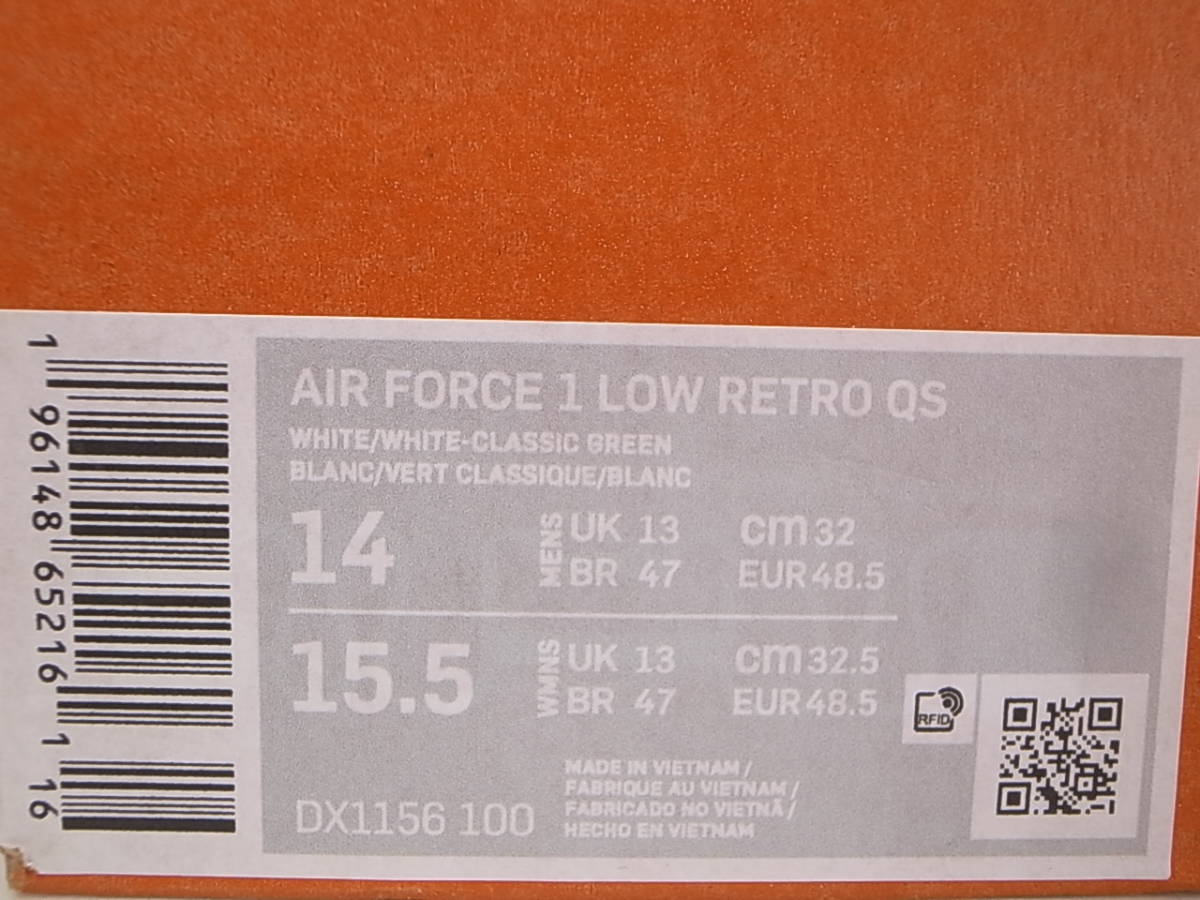 AIR FORCE 1 LOW RETRO QS
WHITE/WHITE-CLASSIC GREEN
BLANC/VERT CLASSIQUE/BLANC
14 MENS UK 13 cm 32
BR 47 EUR 48.5
15.5 WMNS UK 13 cm 32.5
BR 47 EUR 48.5
RFID
MADE IN VIETNAM /
FABRIQUE AU VIETNAM /
FABRICADO NO VIETNÃ /
HECHO EN VIETNAM
DX1156 100
1 96148 65216 1 16